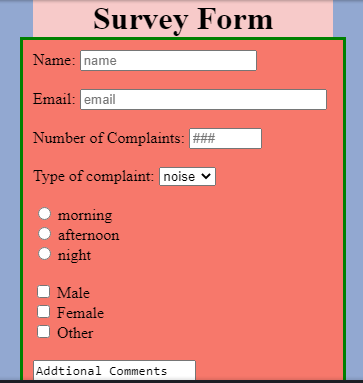 Survey Form
Name: name
Email: email
Number of Complaints: ###
Type of complaint: noise
morning
afternoon
night
Male
Female
Other
Addtional Comments